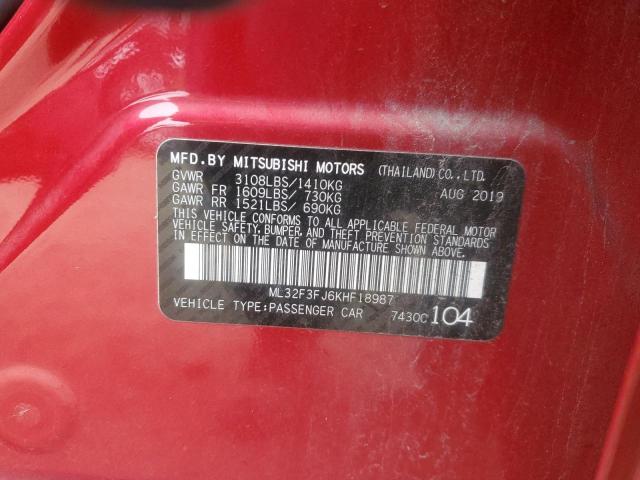 MFD.BY MITSUBISHI MOTORS (THAILAND)CO.,LTD.
GVWR 3108LBS/1410KG AUG 2019
GAWR FR 1609LBS/ 730KG
GAWR RR 1521LBS/ 690KG
THIS VEHICLE CONFORMS TO ALL APPLICABLE FEDERAL MOTOR
VEHICLE SAFETY, BUMPER, AND THEFT PREVENTION STANDARDS
IN EFFECT ON THE DATE OF MANUFACTURE SHOWN ABOVE.
ML32F3FJ6KHF18987
VEHICLE TYPE:PASSENGER CAR 7430C 104